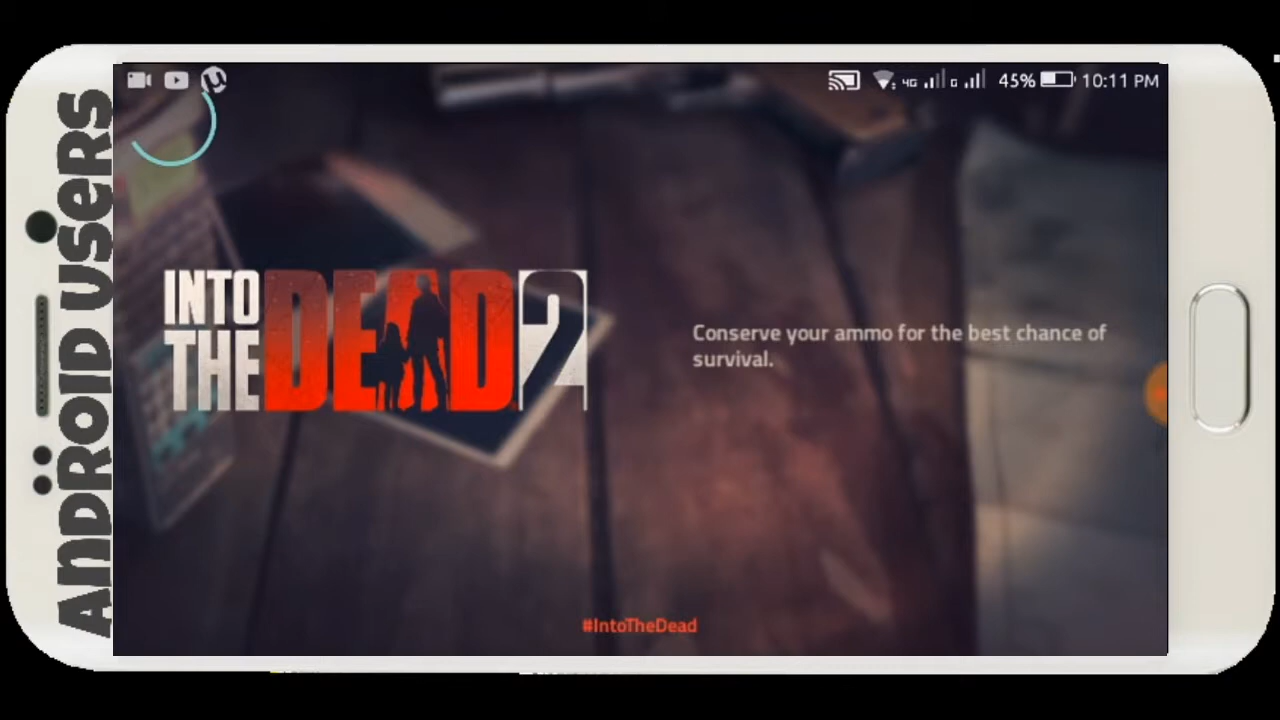 ANDROID USERS
4G G 45% 10:11 PM
INTO
THE DEAD 2
Conserve your ammo for the best chance of
survival.
#IntoTheDead